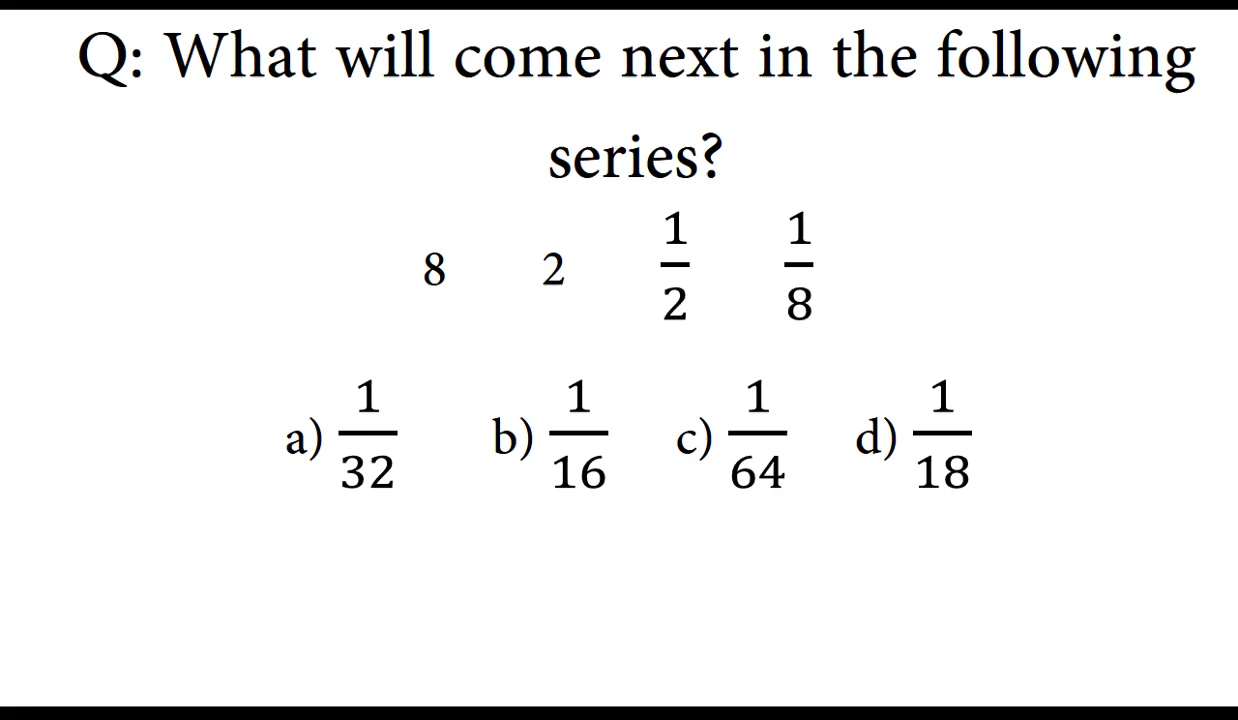 Q: What will come next in the following
series?
8 2 1/2 1/8
a) 1/32 b) 1/16 c) 1/64 d) 1/18